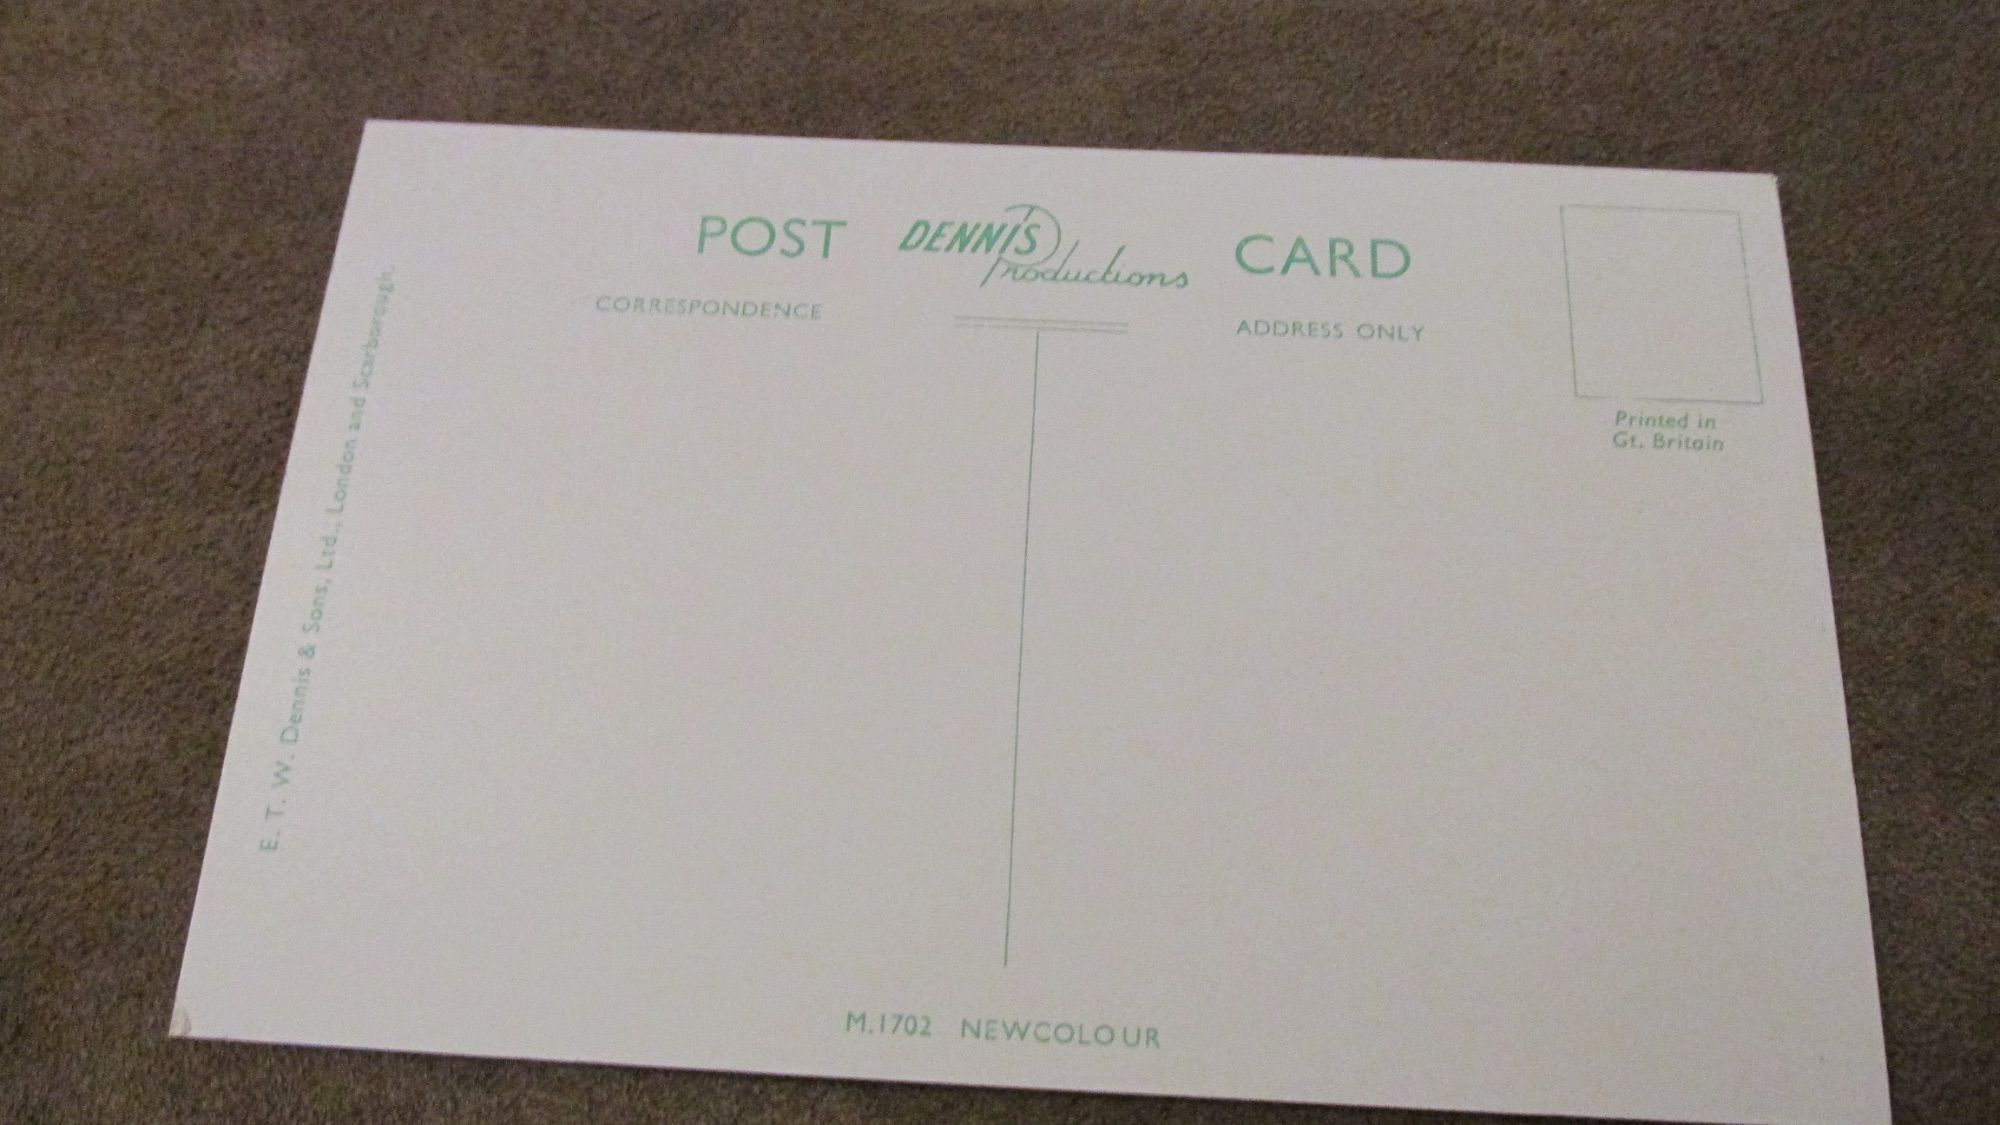 POST DENNIS Productions CARD
CORRESPONDENCE
ADDRESS ONLY
Printed in
Gt. Britain
E. T. W. Dennis & Sons, Ltd., London and Scarborough.
M.1702 NEWCOLOUR